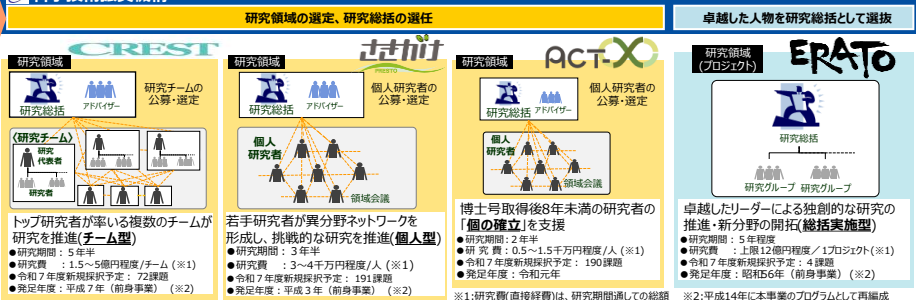 研究領域の選定、研究総括の選任
卓越した人物を研究総括として選抜
CREST
研究領域
研究総括
アドバイザー
研究チームの
公募・選定
〈研究チーム〉
研究
代表者
研究者
トップ研究者が率いる複数のチームが
研究を推進(チーム型)
●研究期間:5年半
●研究費 :1.5~5億円程度/チーム (※1)
●令和7年度新規採択予定: 72課題
●発足年度:平成7年(前身事業) (※2)
さきがけ
PRESTO
研究領域
研究総括
アドバイザー
個人研究者の
公募・選定
個人
研究者
領域会議
若手研究者が異分野ネットワークを
形成し、挑戦的な研究を推進(個人型)
●研究期間:3年半
●研究費 :3~4千万円程度/人 (※1)
●令和7年度新規採択予定: 191課題
●発足年度:平成3年(前身事業) (※2)
ACT-X
研究領域
研究総括
アドバイザー
個人研究者の
公募・選定
個人
研究者
領域会議
博士号取得後8年未満の研究者の
「個の確立」を支援
●研究期間:2年半
●研究費:0.5~1.5千万円程度/人 (※1)
●令和7年度新規採択予定: 190課題
●発足年度:令和元年
ERATO
研究領域
(プロジェクト)
研究総括
研究グループ 研究グループ
卓越したリーダーによる独創的な研究の
推進・新分野の開拓(総括実施型)
●研究期間:5年程度
●研究費 :上限12億円程度/1プロジェクト(※1)
●令和7年度新規採択予定:4課題
●発足年度:昭和56年(前身事業) (※2)
※1:研究費(直接経費)は、研究期間通しての総額
※2:平成14年に本事業のプログラムとして再編成